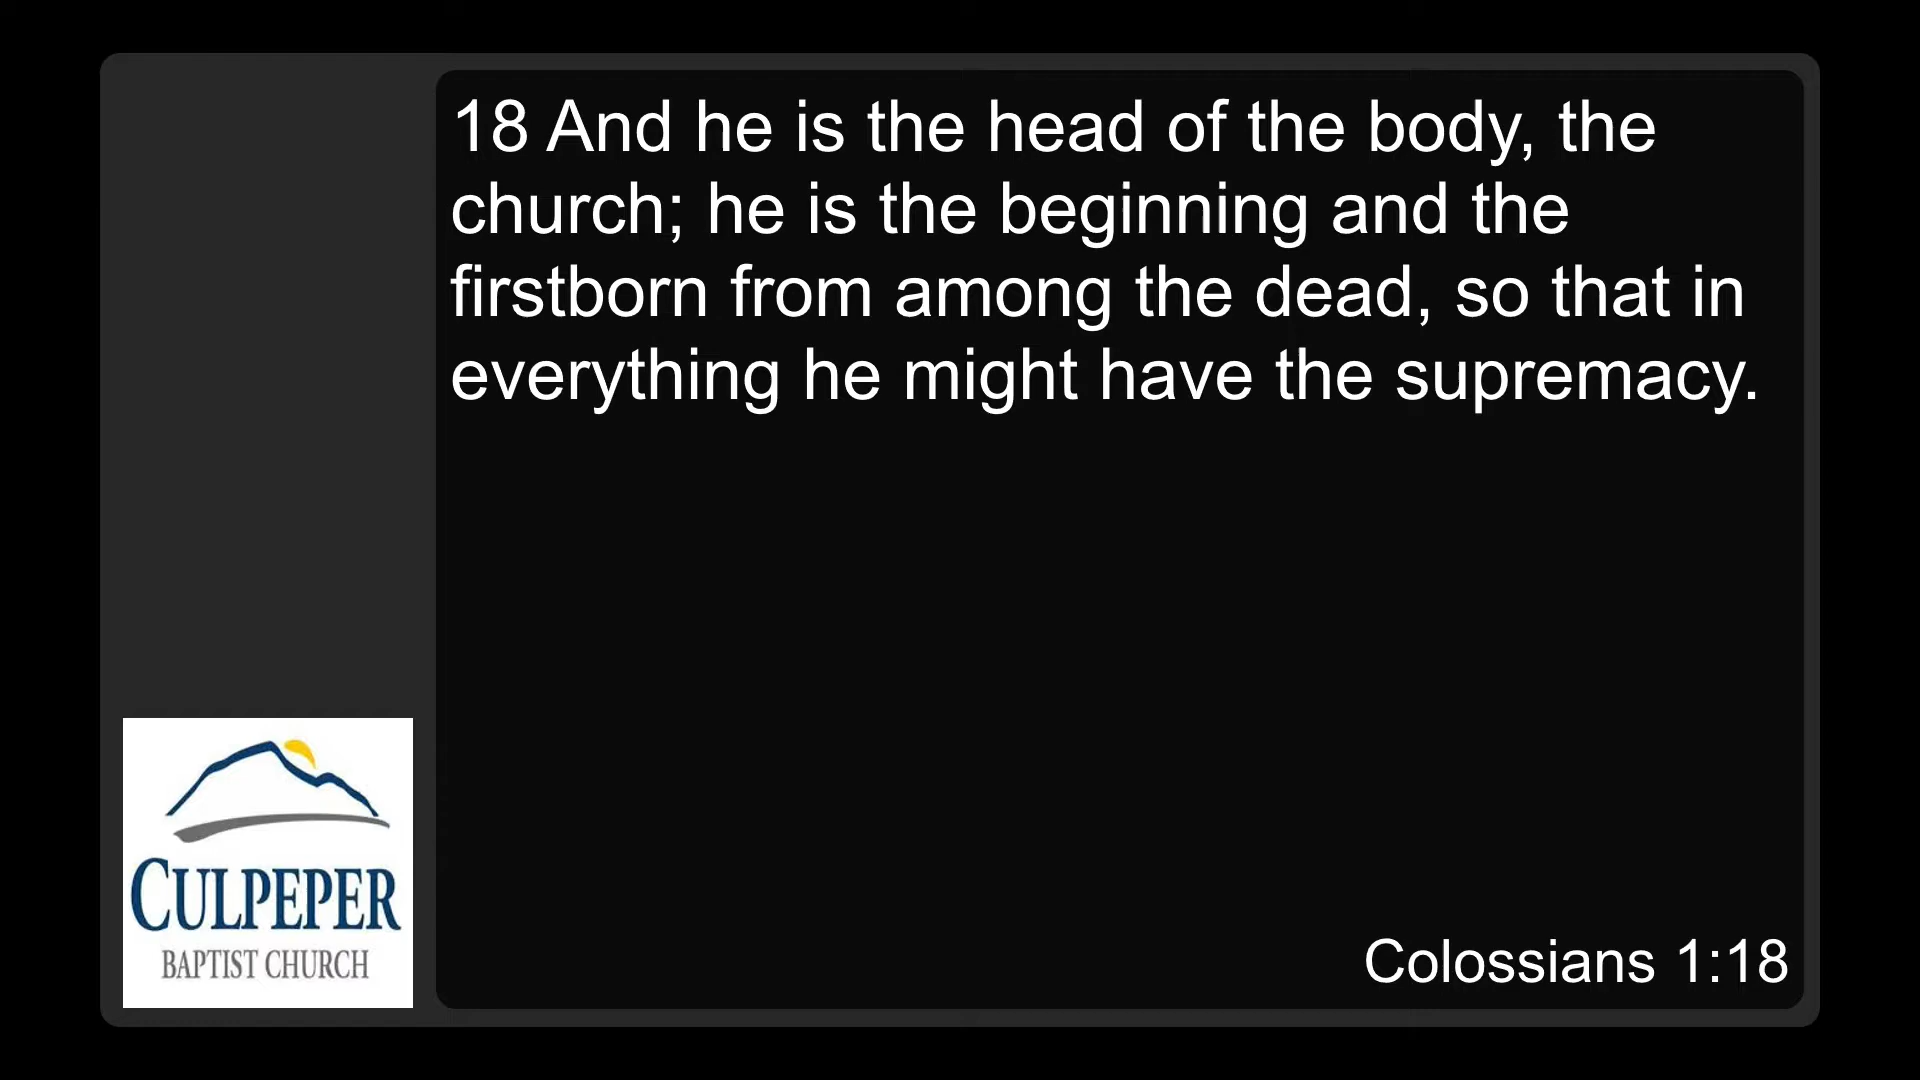 18 And he is the head of the body, the
church; he is the beginning and the
firstborn from among the dead, so that in
everything he might have the supremacy.
CULPEPER
BAPTIST CHURCH
Colossians 1:18